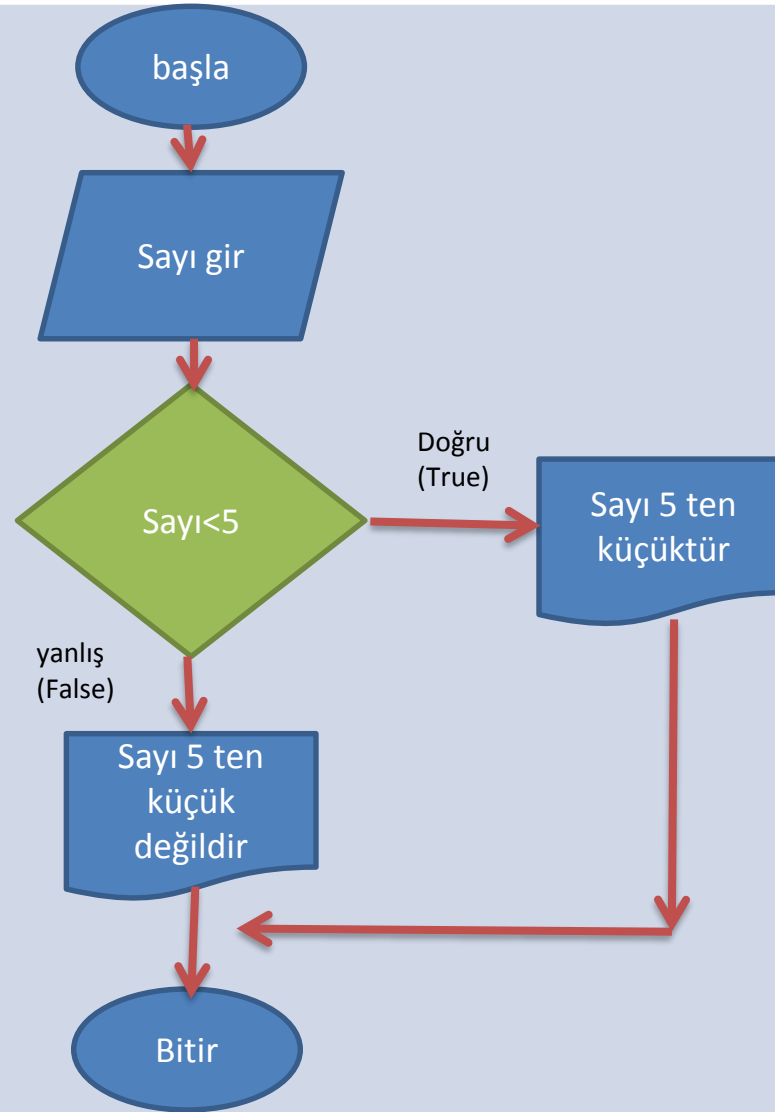 başla
Sayı gir
Sayı<5
Doğru
(True)
Sayı 5 ten
küçüktür
yanlış
(False)
Sayı 5 ten
küçük
değildir
Bitir